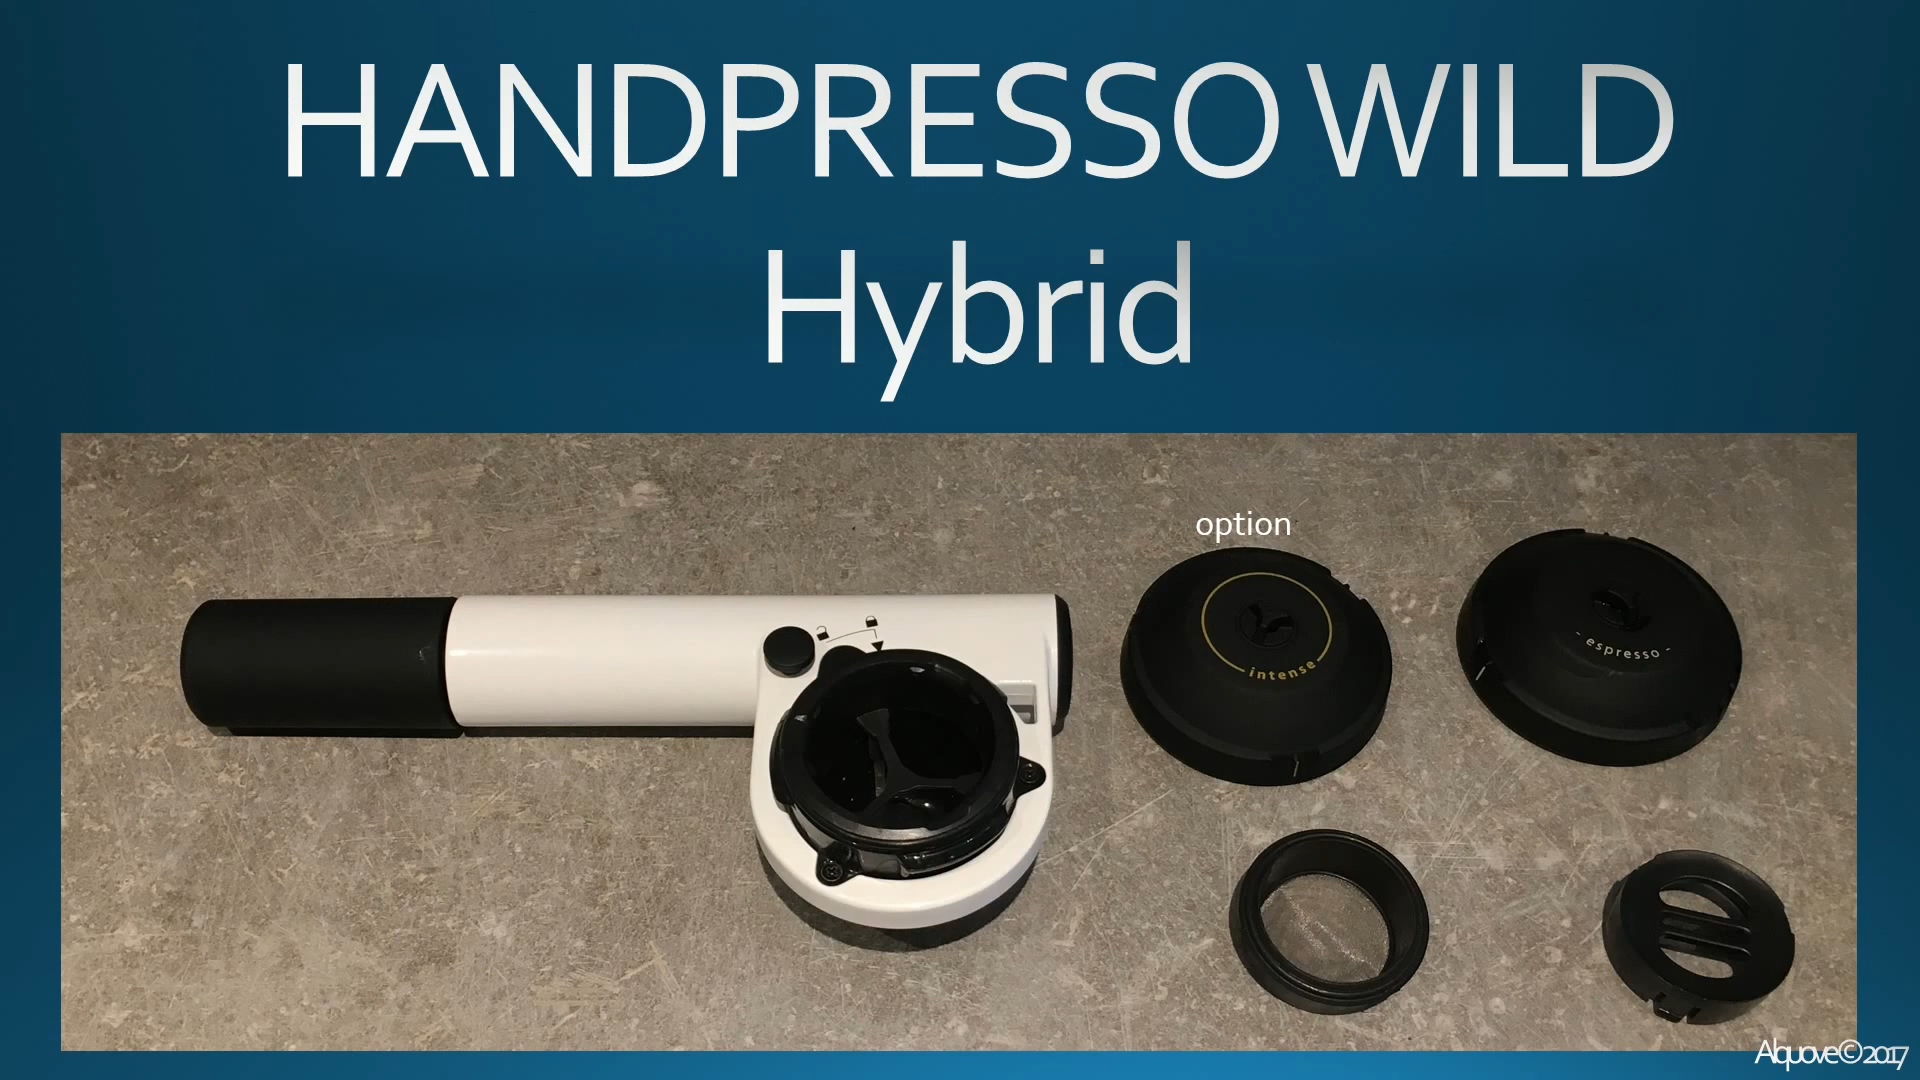 HANDPRESSO WILD
Hybrid
option
intense
- espresso -
Alquove©2017